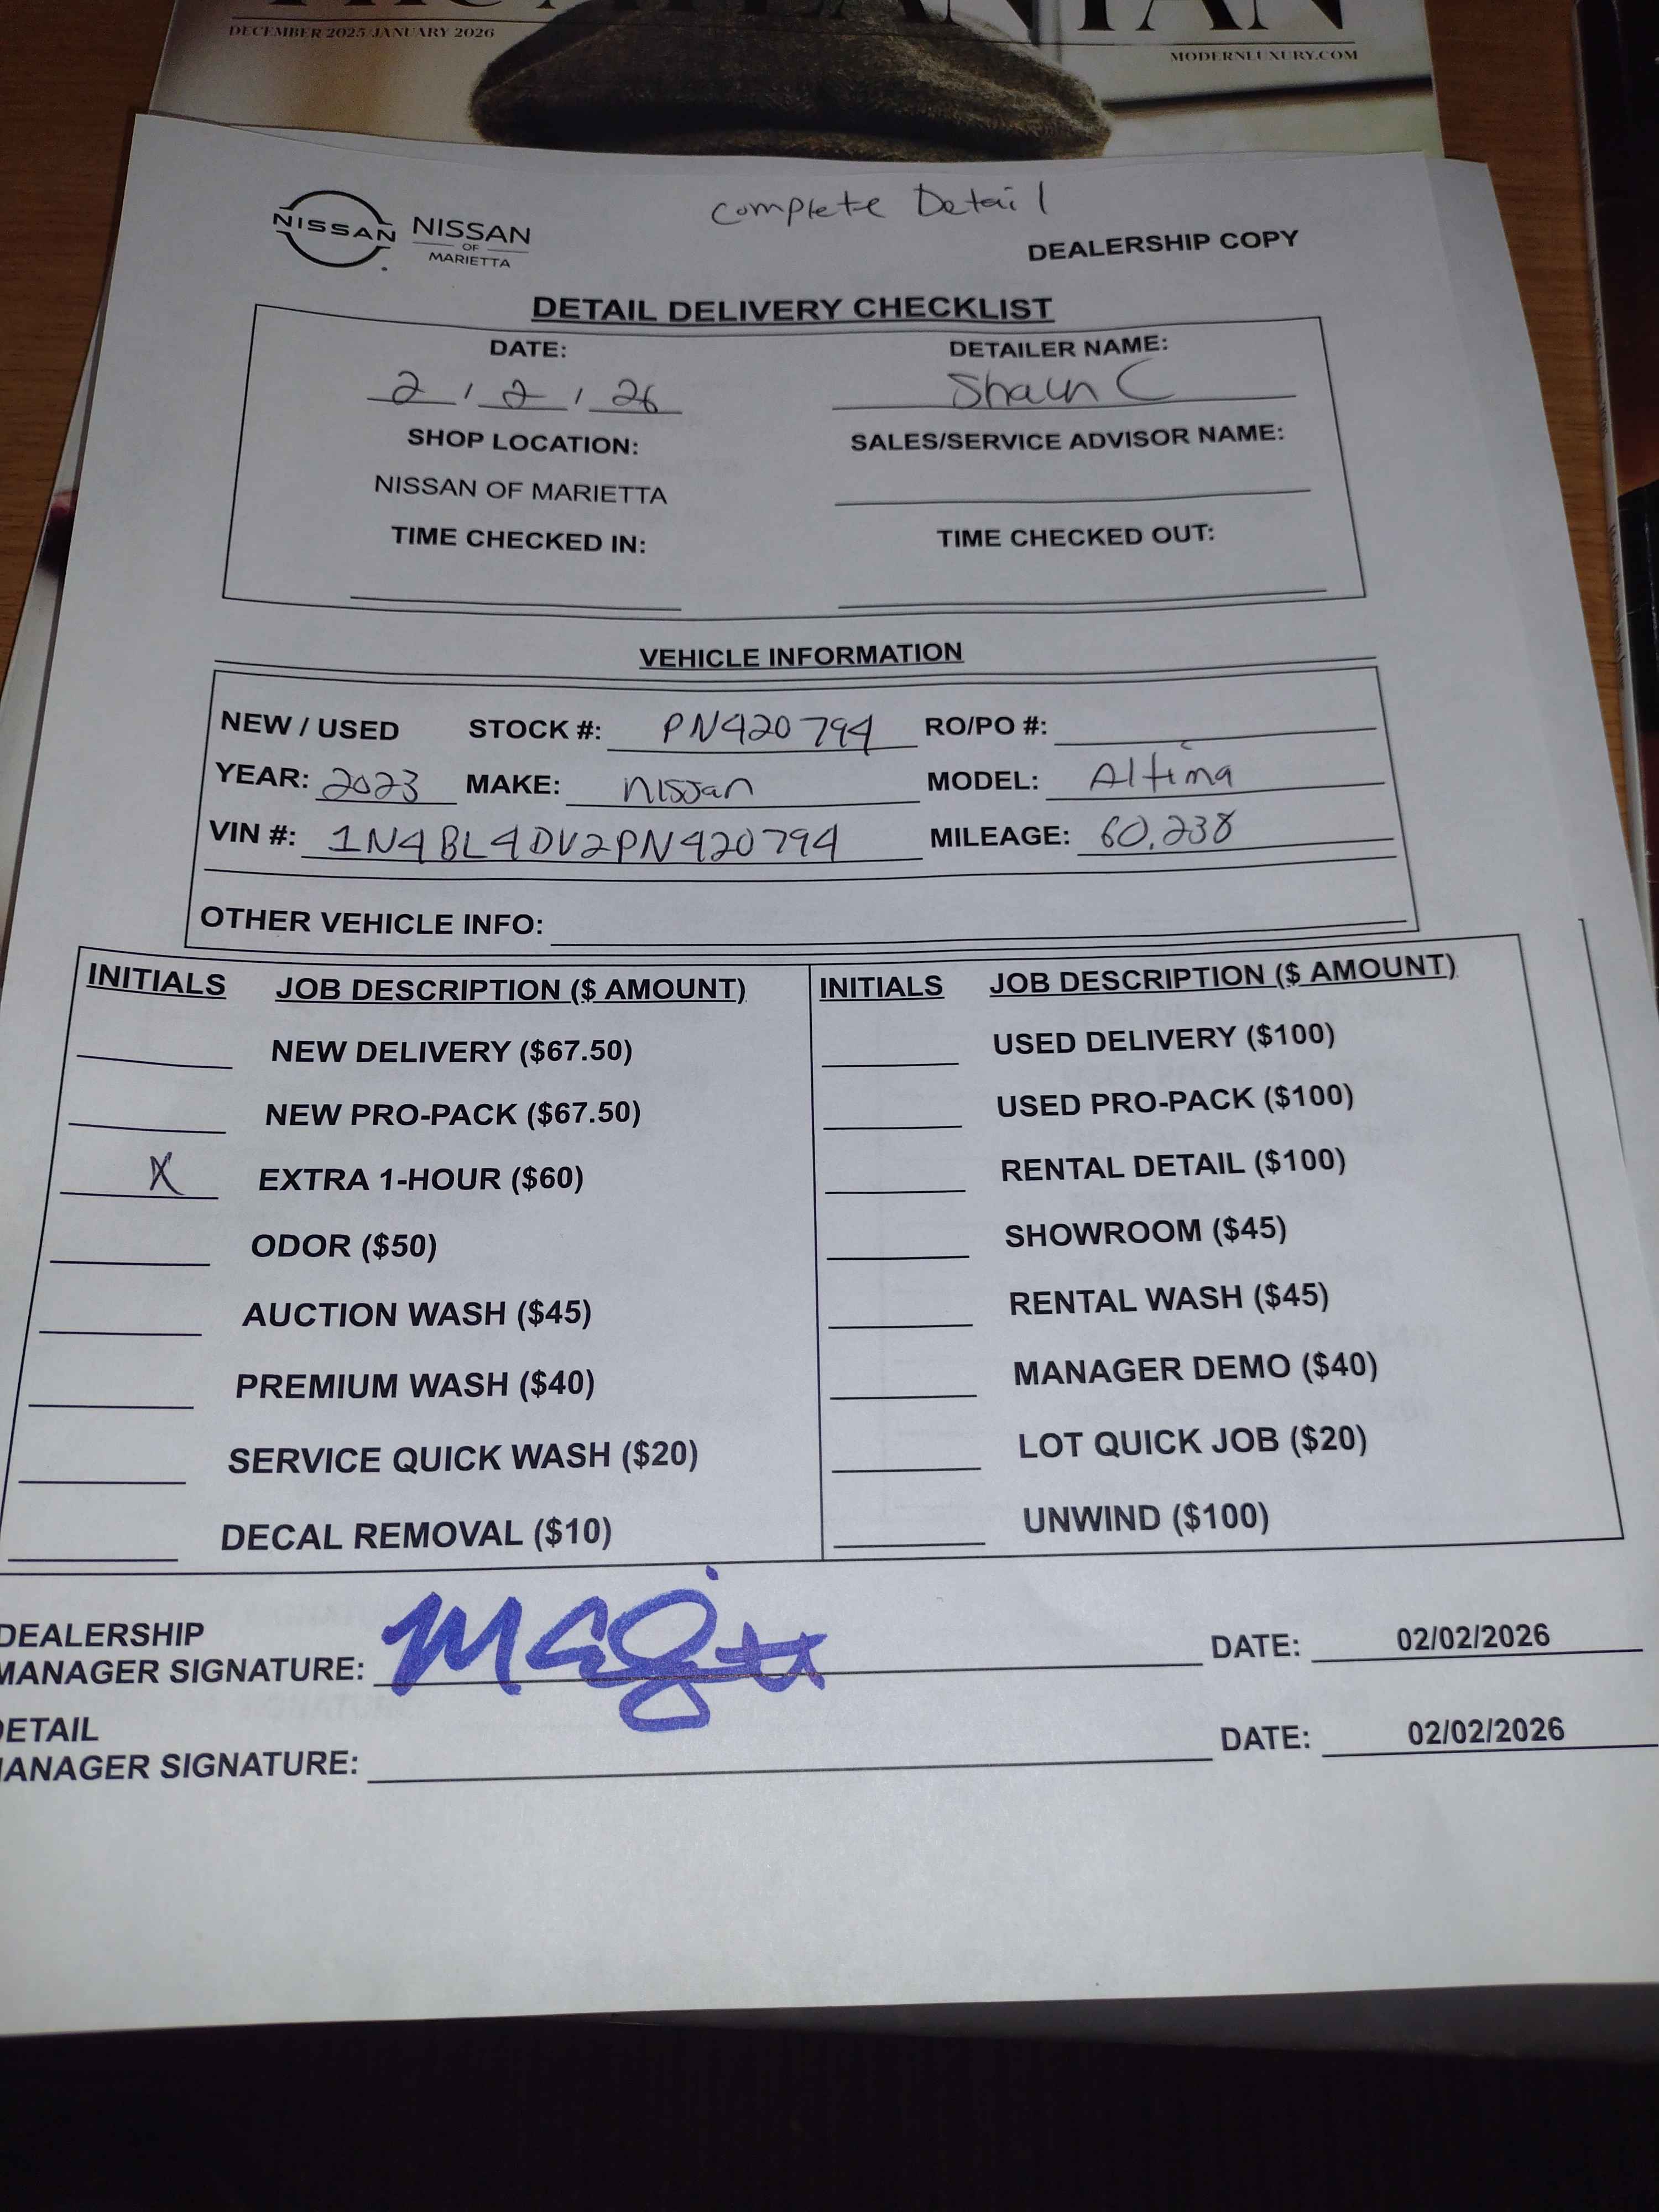 DECEMBER 2025/JANUARY 2026
MODERNLUXURY.COM
Complete Detail
NISSAN
NISSAN
OF
MARIETTA
DEALERSHIP COPY
DETAIL DELIVERY CHECKLIST
DATE: DETAILER NAME:
2 / 2 / 26 Shaun C
SHOP LOCATION: SALES/SERVICE ADVISOR NAME:
NISSAN OF MARIETTA
TIME CHECKED IN: TIME CHECKED OUT:
VEHICLE INFORMATION
NEW / USED STOCK #: PN420794 RO/PO #:
YEAR: 2023 MAKE: Nissan MODEL: Altima
VIN #: 1N4BL4DV2PN420794 MILEAGE: 60,238
OTHER VEHICLE INFO:
INITIALS JOB DESCRIPTION ($ AMOUNT) INITIALS JOB DESCRIPTION ($ AMOUNT)
NEW DELIVERY ($67.50) USED DELIVERY ($100)
NEW PRO-PACK ($67.50) USED PRO-PACK ($100)
X EXTRA 1-HOUR ($60) RENTAL DETAIL ($100)
ODOR ($50) SHOWROOM ($45)
AUCTION WASH ($45) RENTAL WASH ($45)
PREMIUM WASH ($40) MANAGER DEMO ($40)
SERVICE QUICK WASH ($20) LOT QUICK JOB ($20)
DECAL REMOVAL ($10) UNWIND ($100)
DEALERSHIP
MANAGER SIGNATURE: DATE: 02/02/2026
DETAIL
MANAGER SIGNATURE: DATE: 02/02/2026